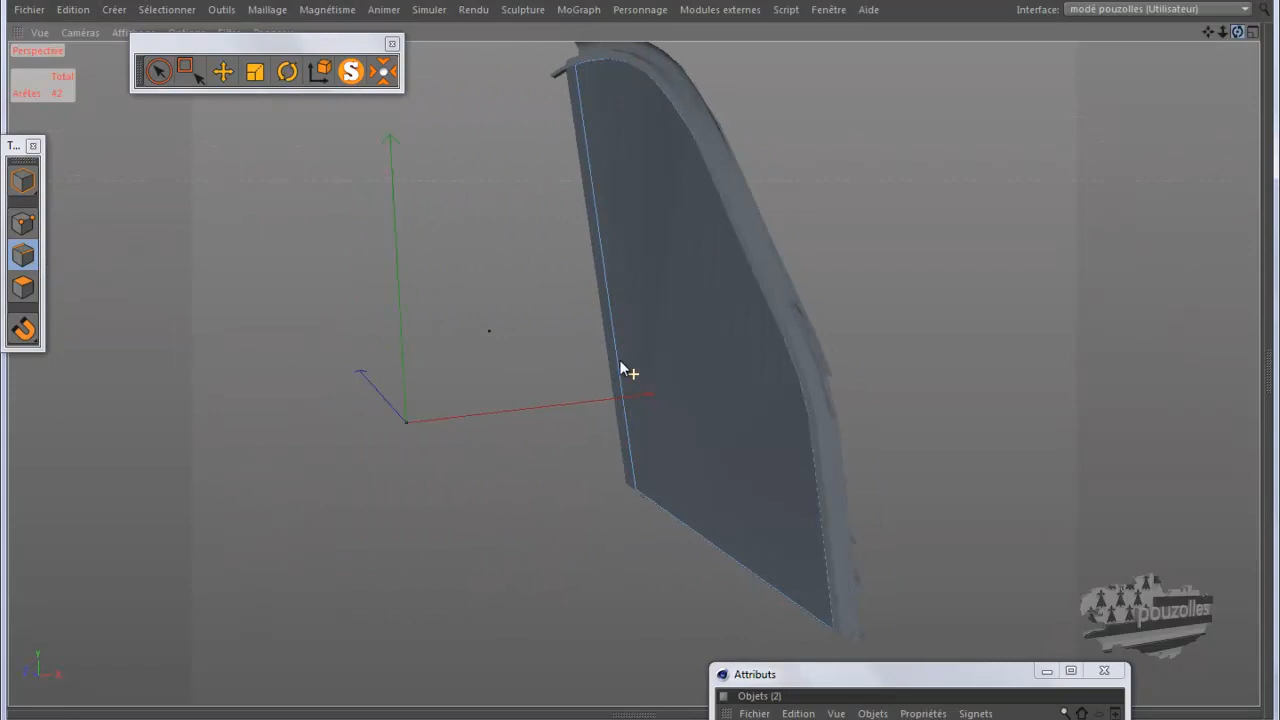 Fichier Edition Créer Sélectionner Outils Maillage Magnétisme Animer Simuler Rendu Sculpture MoGraph Personnage Modules externes Script Fenêtre Aide Interface: modé pouzolles (Utilisateur)
Vue Caméras
Perspective
Total
Arêtes #2
S
T...
pouzolles
Y
X
Attributs
Objets (2)
Fichier Edition Vue Objets Propriétés Signets